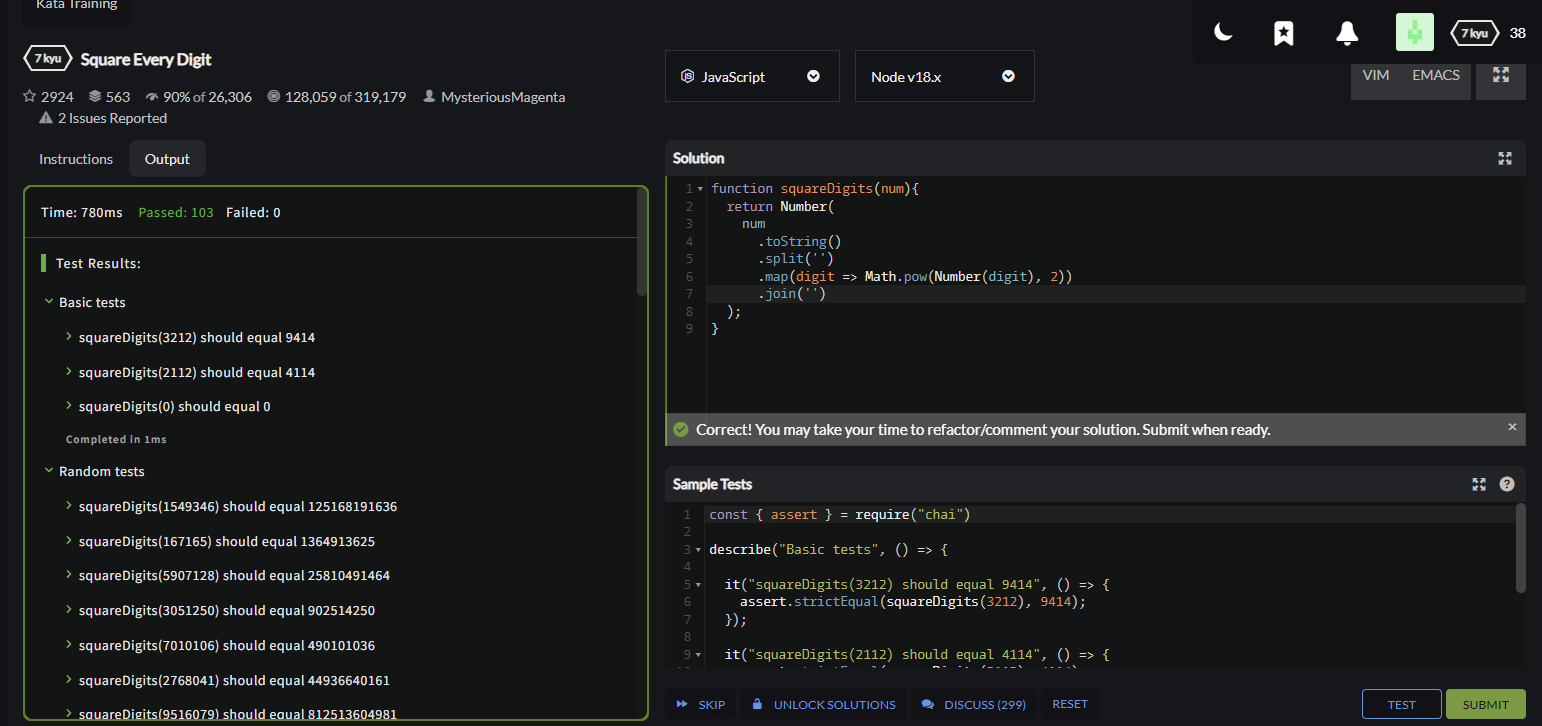 Kata Training
7 kyu 38
7 kyu Square Every Digit
JavaScript Node v18.x VIM EMACS
2924 563 90% of 26,306 128,059 of 319,179 MysteriousMagenta
2 Issues Reported
Instructions Output
Time: 780ms Passed: 103 Failed: 0
Test Results:
Basic tests
squareDigits(3212) should equal 9414
squareDigits(2112) should equal 4114
squareDigits(0) should equal 0
Completed in 1ms
Random tests
squareDigits(1549346) should equal 125168191636
squareDigits(167165) should equal 1364913625
squareDigits(5907128) should equal 25810491464
squareDigits(3051250) should equal 902514250
squareDigits(7010106) should equal 490101036
squareDigits(2768041) should equal 44936640161
squareDigits(9516079) should equal 812513604981
Solution
1 function squareDigits(num){
2 return Number(
3 num
4 .toString()
5 .split('')
6 .map(digit => Math.pow(Number(digit), 2))
7 .join('')
8 );
9 }
Correct! You may take your time to refactor/comment your solution. Submit when ready. ×
Sample Tests ?
1 const { assert } = require("chai")
2
3 describe("Basic tests", () => {
4
5 it("squareDigits(3212) should equal 9414", () => {
6 assert.strictEqual(squareDigits(3212), 9414);
7 });
8
9 it("squareDigits(2112) should equal 4114", () => {
SKIP UNLOCK SOLUTIONS DISCUSS (299) RESET TEST SUBMIT